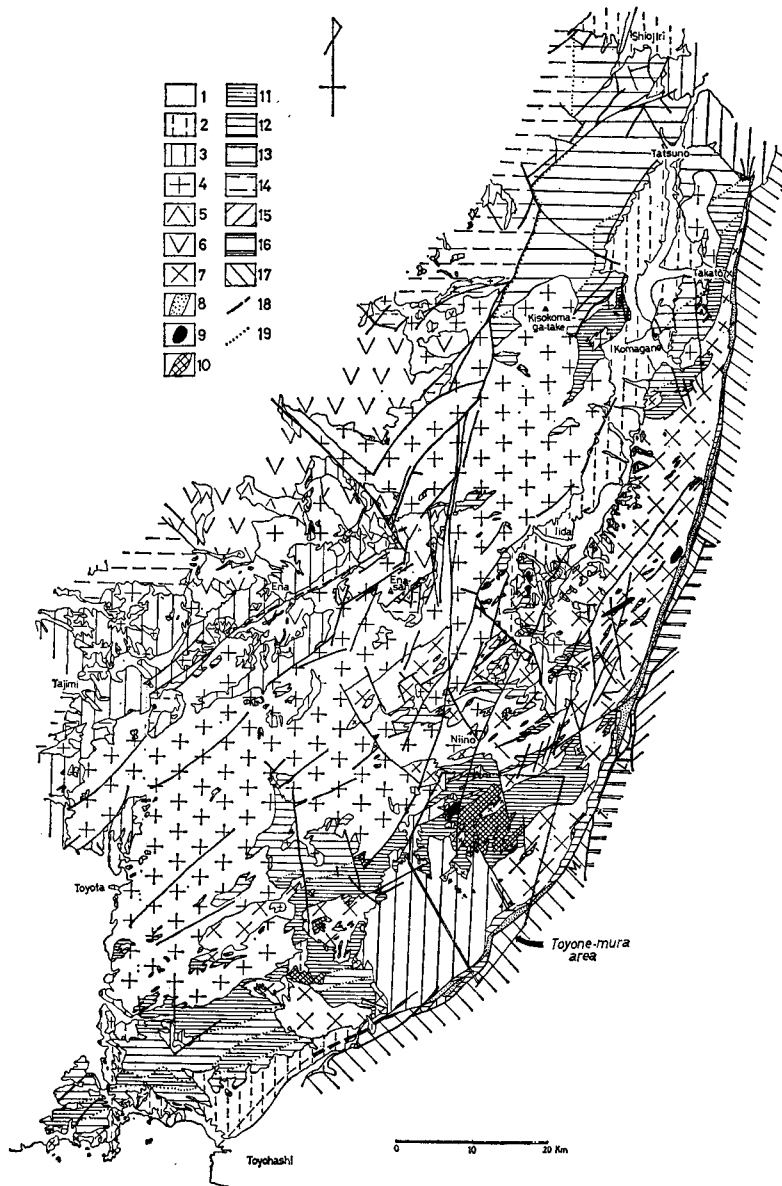 Shiojiri
1 11
2 12
3 13
4 14
5 15
6 16
7 17
8 18
9 19
10
Tatsuno
Takato
Kisokoma
ga-take
Komagane
Iida
Ena
Ena
san
Tajimi
Niino
Toyota
Toyone-mura
area
Toyohashi
0 10 20 Km